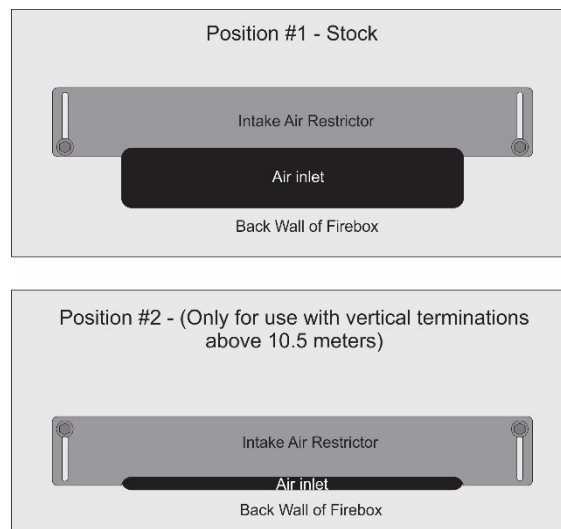 Position #1 - Stock
Intake Air Restrictor
Air inlet
Back Wall of Firebox
Position #2 - (Only for use with vertical terminations
above 10.5 meters)
Intake Air Restrictor
Air inlet
Back Wall of Firebox